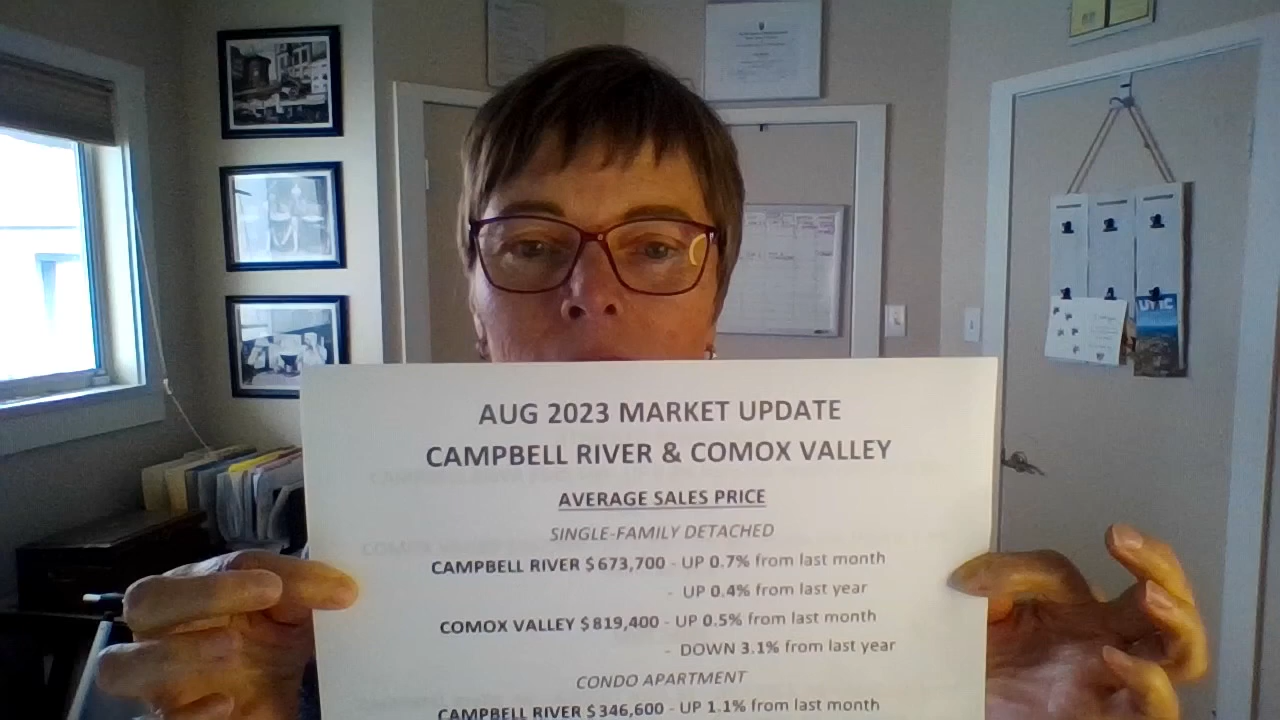 AUG 2023 MARKET UPDATE
CAMPBELL RIVER & COMOX VALLEY
AVERAGE SALES PRICE
SINGLE-FAMILY DETACHED
CAMPBELL RIVER $673,700 - UP 0.7% from last month
- UP 0.4% from last year
COMOX VALLEY $819,400 - UP 0.5% from last month
- DOWN 3.1% from last year
CONDO APARTMENT
CAMPBELL RIVER $346,600 - UP 1.1% from last month